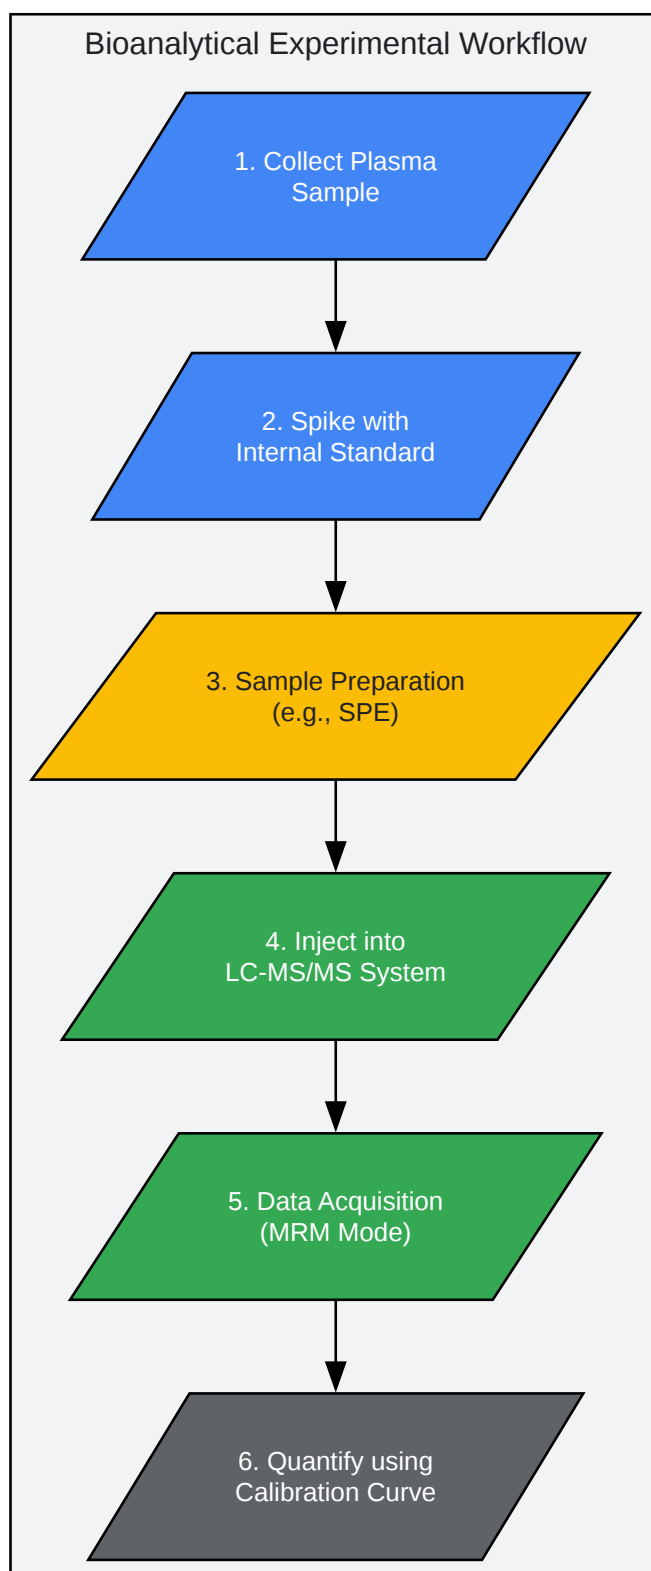 Bioanalytical Experimental Workflow
1. Collect Plasma
Sample
2. Spike with
Internal Standard
3. Sample Preparation
(e.g., SPE)
4. Inject into
LC-MS/MS System
5. Data Acquisition
(MRM Mode)
6. Quantify using
Calibration Curve